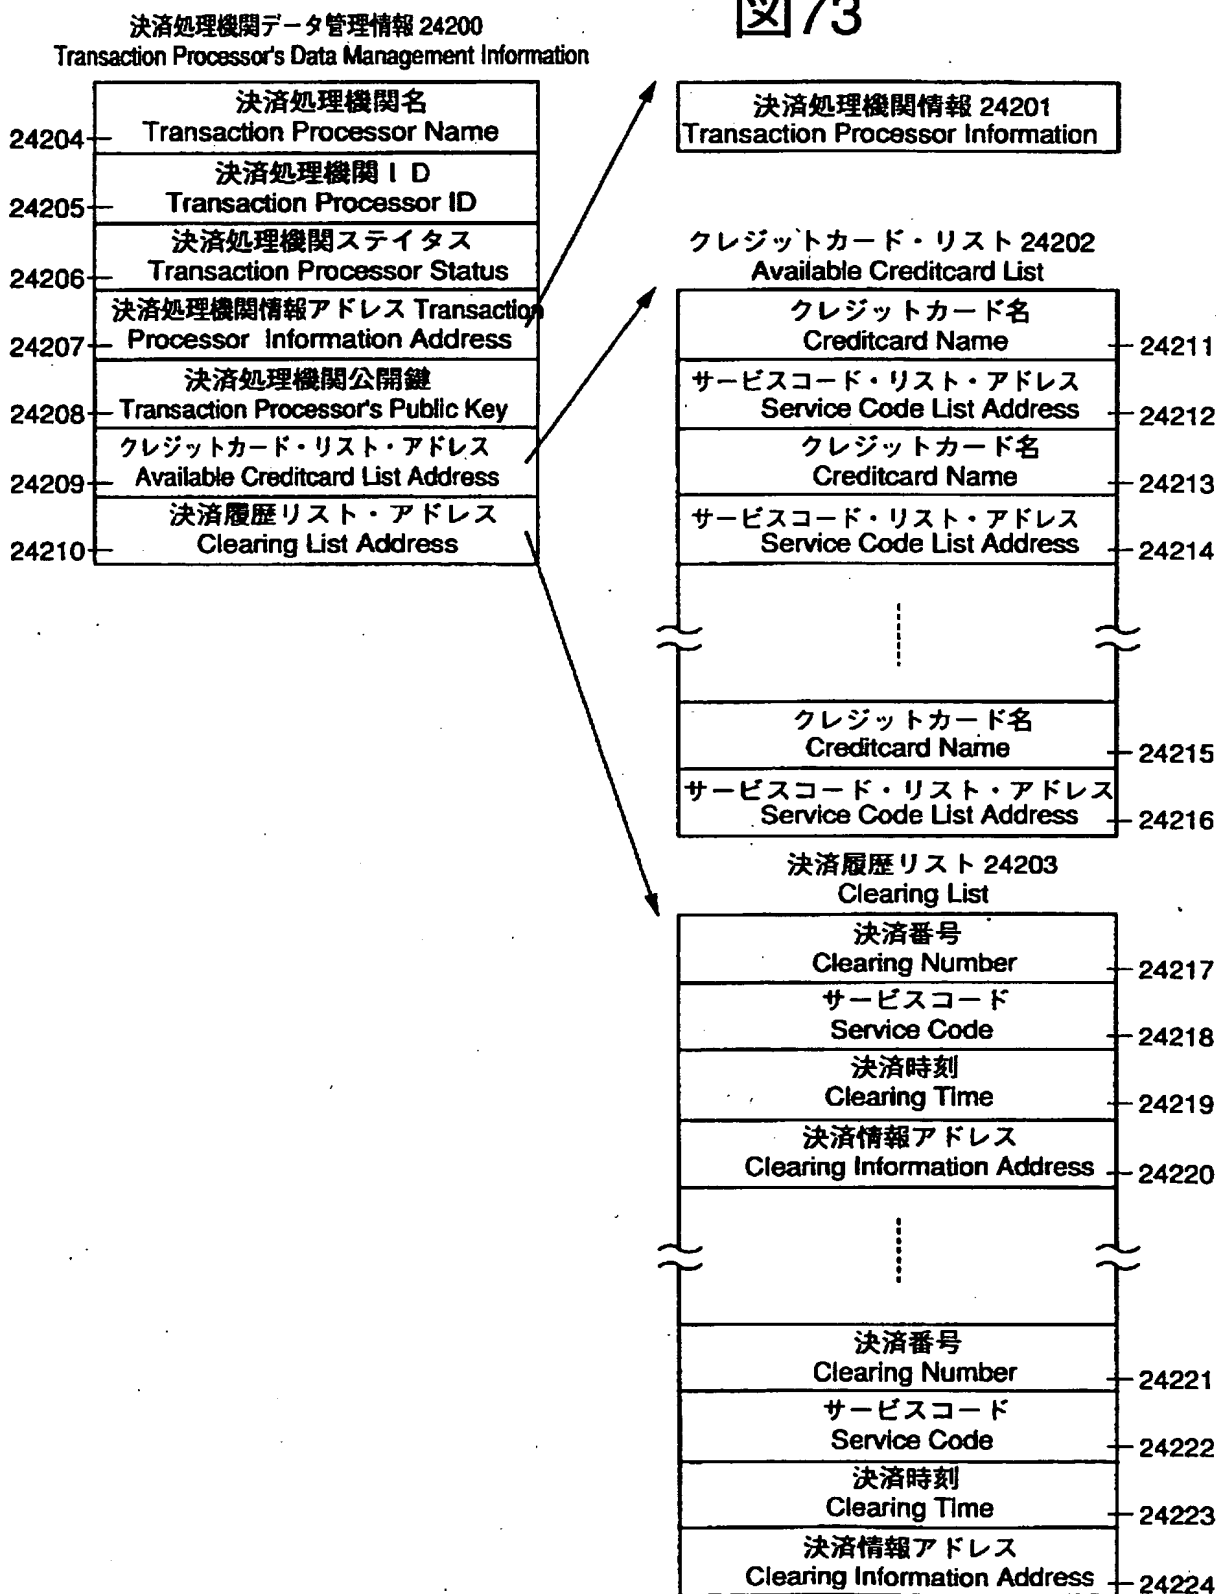 図73
決済処理機関データ管理情報 24200
Transaction Processor's Data Management Information
決済処理機関名
Transaction Processor Name
24204
決済処理機関ID
Transaction Processor ID
24205
決済処理機関ステイタス
Transaction Processor Status
24206
決済処理機関情報アドレス Transaction
Processor Information Address
24207
決済処理機関公開鍵
Transaction Processor's Public Key
24208
クレジットカード・リスト・アドレス
Available Creditcard List Address
24209
決済履歴リスト・アドレス
Clearing List Address
24210
決済処理機関情報 24201
Transaction Processor Information
クレジットカード・リスト 24202
Available Creditcard List
クレジットカード名
Creditcard Name
24211
サービスコード・リスト・アドレス
Service Code List Address
24212
クレジットカード名
Creditcard Name
24213
サービスコード・リスト・アドレス
Service Code List Address
24214
クレジットカード名
Creditcard Name
24215
サービスコード・リスト・アドレス
Service Code List Address
24216
決済履歴リスト 24203
Clearing List
決済番号
Clearing Number
24217
サービスコード
Service Code
24218
決済時刻
Clearing Time
24219
決済情報アドレス
Clearing Information Address
24220
決済番号
Clearing Number
24221
サービスコード
Service Code
24222
決済時刻
Clearing Time
24223
決済情報アドレス
Clearing Information Address
24224